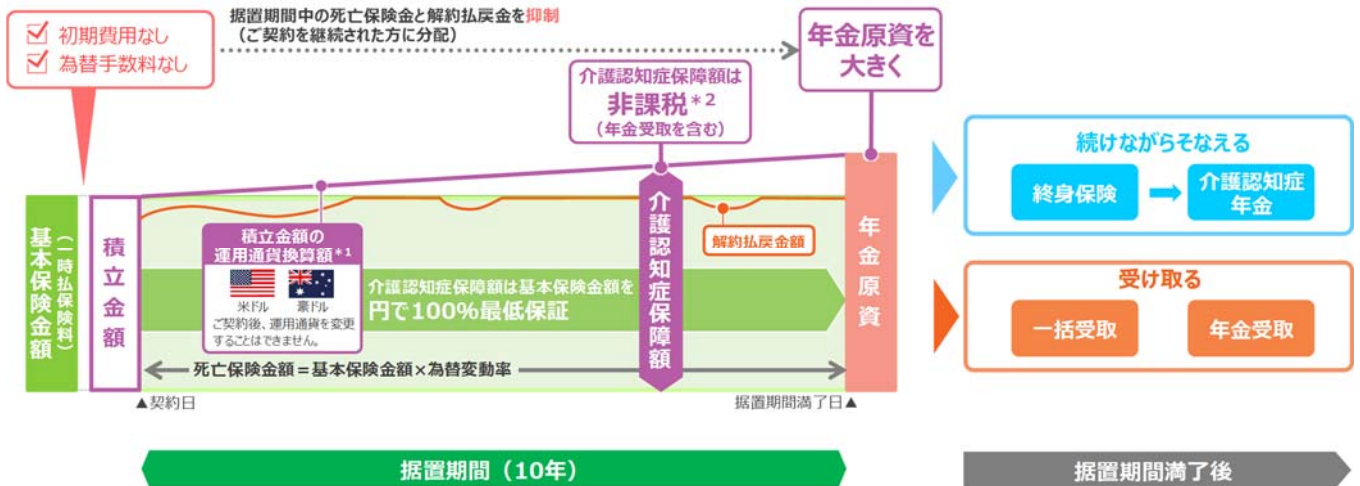 初期費用なし
為替手数料なし
据置期間中の死亡保険金と解約払戻金を抑制
（ご契約を継続された方に分配）
介護認知症保障額は
非課税＊2
（年金受取を含む）
年金原資を
大きく
基本保険金額
（一時払保険料）
積立金額
積立金額の
運用通貨換算額＊1
米ドル
豪ドル
ご契約後、運用通貨を変更
することはできません。
介護認知症保障額は基本保険金額を
円で100％最低保証
介護認知症保障額
解約払戻金額
年金原資
死亡保険金額＝基本保険金額×為替変動率
▲契約日
据置期間満了日▲
続けながらそなえる
終身保険
介護認知症
年金
受け取る
一括受取
年金受取
据置期間（10年）
据置期間満了後